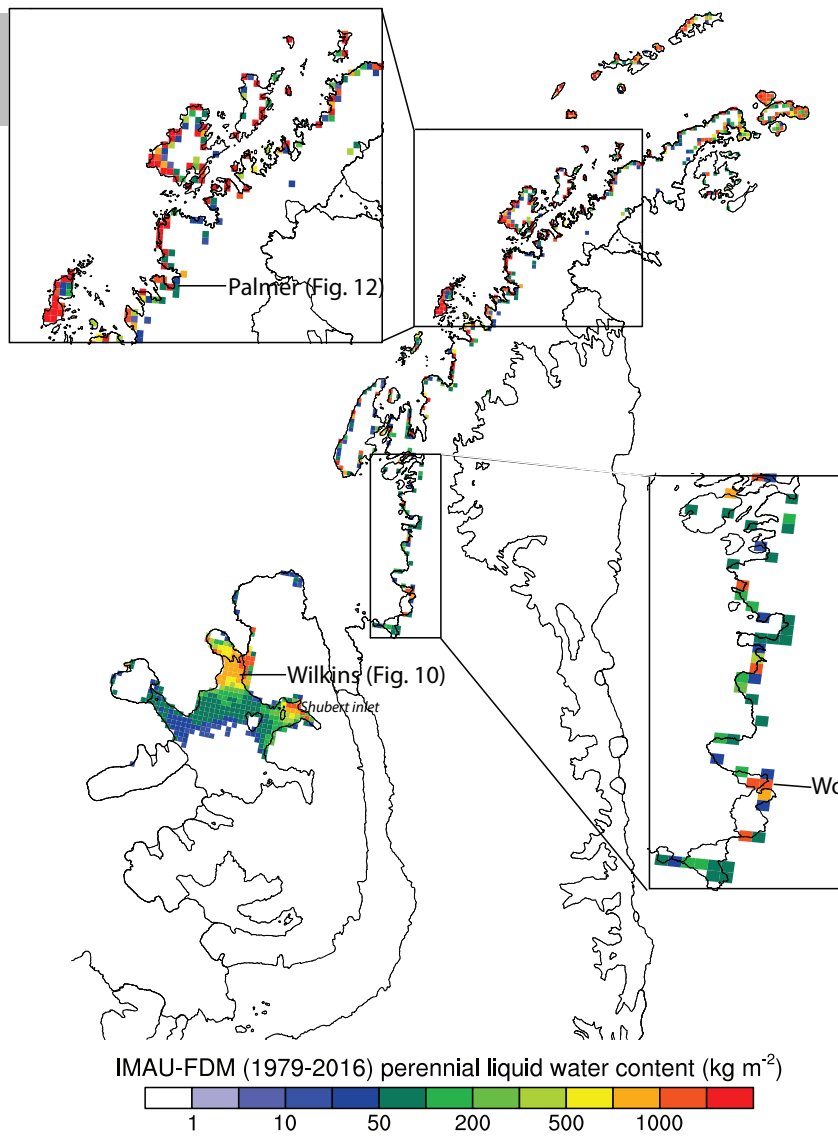 Palmer (Fig. 12)
Wilkins (Fig. 10)
Shubert inlet
Wo
IMAU-FDM (1979-2016) perennial liquid water content (kg m-2)
1 10 50 200 500 1000